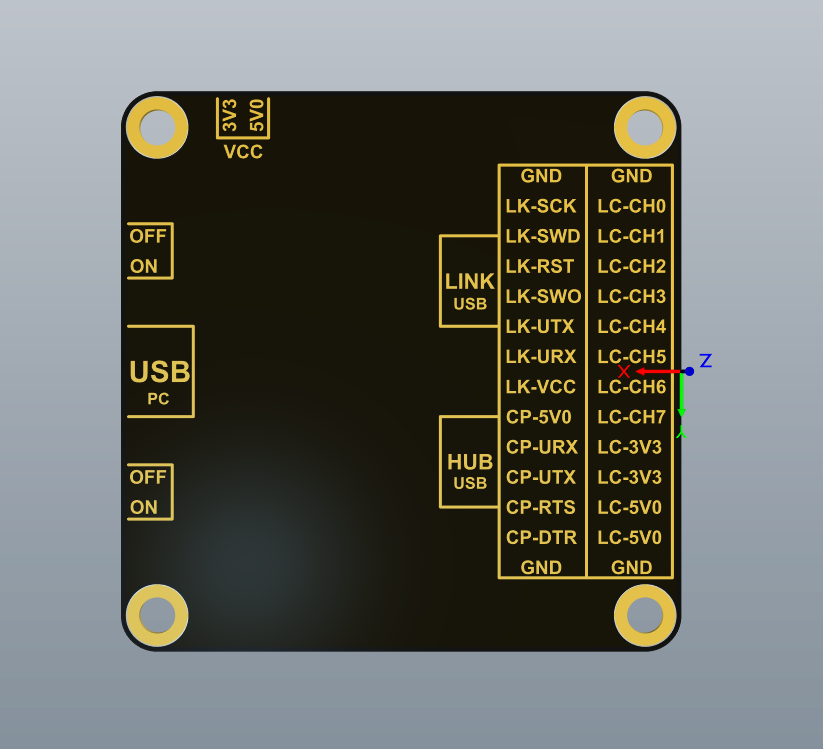 3V3
5V0
VCC
OFF
ON
USB
PC
OFF
ON
LINK
USB
HUB
USB
GND GND
LK-SCK LC-CH0
LK-SWD LC-CH1
LK-RST LC-CH2
LK-SWO LC-CH3
LK-UTX LC-CH4
LK-URX LC-CH5
LK-VCC LC-CH6
CP-5V0 LC-CH7
CP-URX LC-3V3
CP-UTX LC-3V3
CP-RTS LC-5V0
CP-DTR LC-5V0
GND GND
X
Z
Y